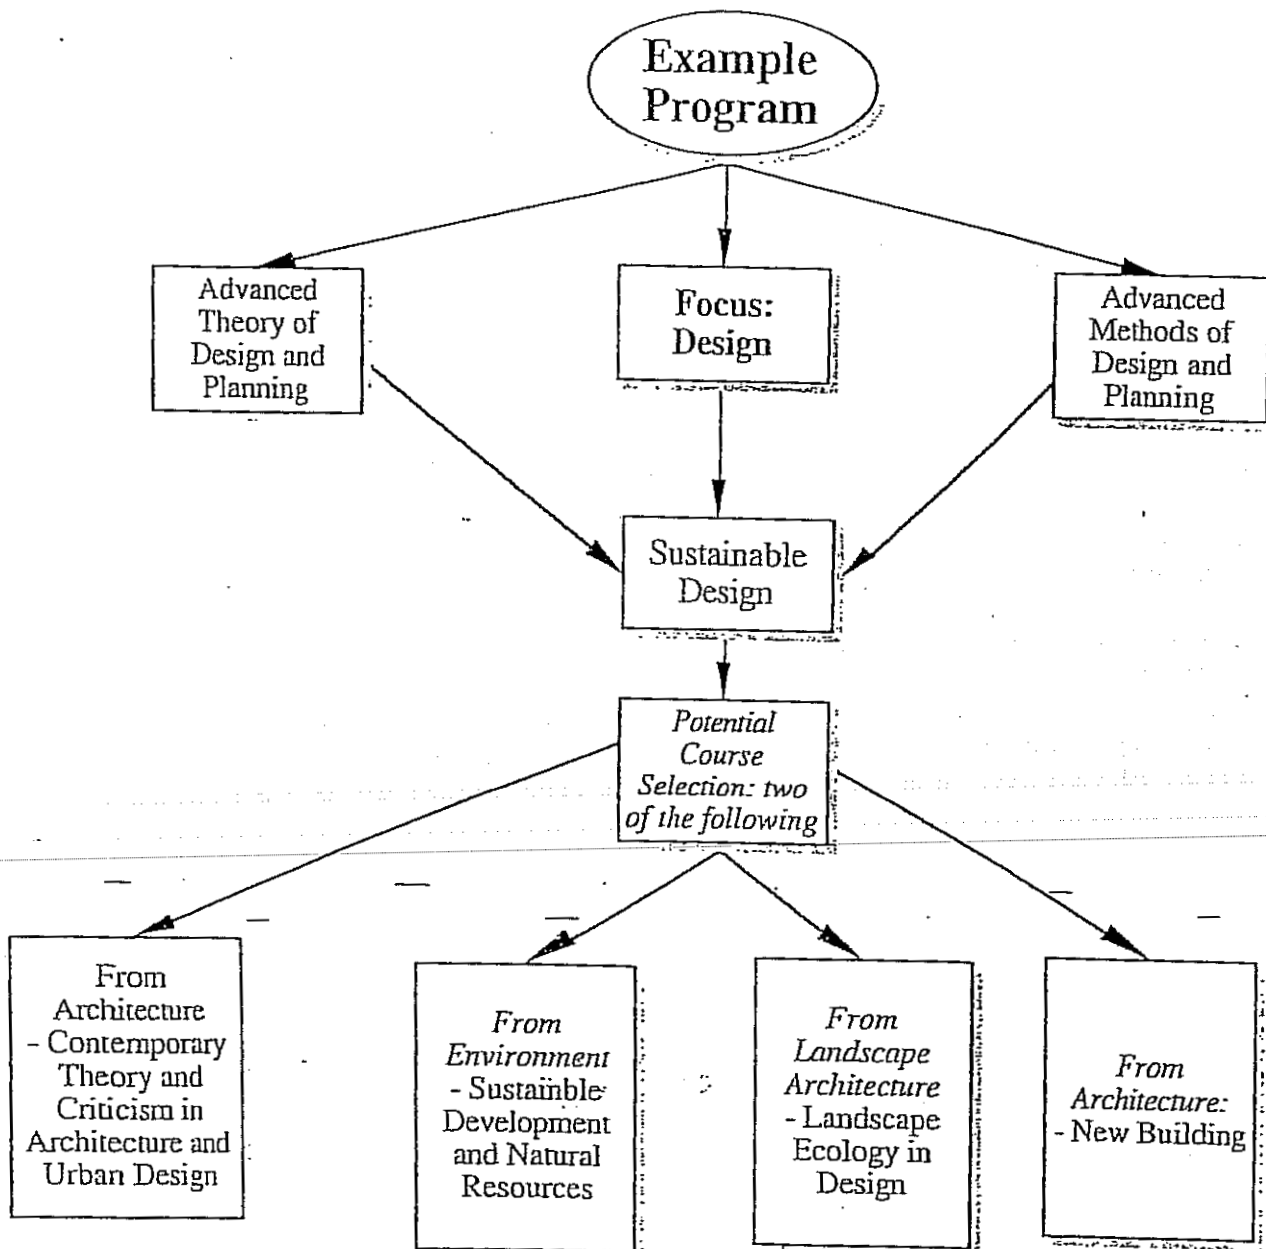 Example
Program
Advanced
Theory of
Design and
Planning
Focus:
Design
Advanced
Methods of
Design and
Planning
Sustainable
Design
Potential
Course
Selection: two
of the following
From
Architecture
- Contemporary
Theory and
Criticism in
Architecture and
Urban Design
From
Environment
- Sustainble
Development
and Natural
Resources
From
Landscape
Architecture
- Landscape
Ecology in
Design
From
Architecture:
- New Building